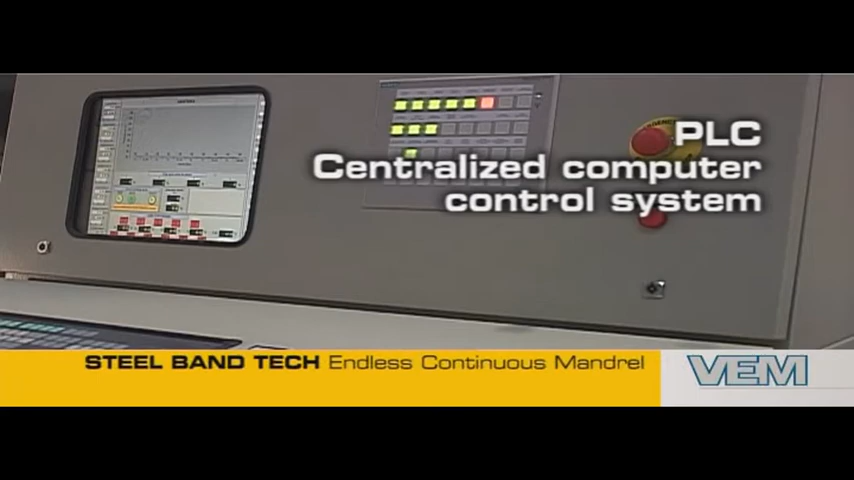 PLC
Centralized computer
control system
STEEL BAND TECH Endless Continuous Mandrel
VEM